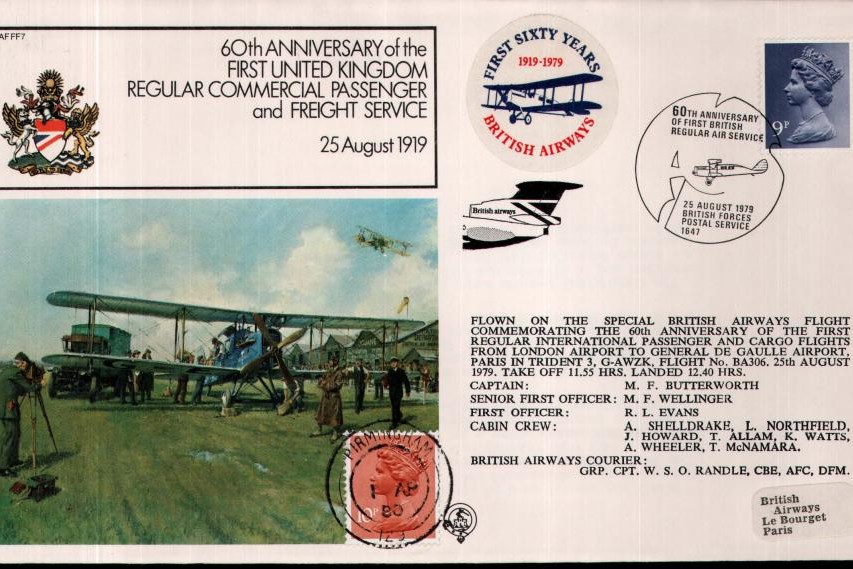 AF FF7
60th ANNIVERSARY of the
FIRST UNITED KINGDOM
REGULAR COMMERCIAL PASSENGER
and FREIGHT SERVICE
25 August 1919
FIRST SIXTY YEARS
1919-1979
BRITISH AIRWAYS
British airways
60TH ANNIVERSARY
OF FIRST BRITISH
REGULAR AIR SERVICE
25 AUGUST 1979
BRITISH FORCES
POSTAL SERVICE
1647
9P
FLOWN ON THE SPECIAL BRITISH AIRWAYS FLIGHT
COMMEMORATING THE 60th ANNIVERSARY OF THE FIRST
REGULAR INTERNATIONAL PASSENGER AND CARGO FLIGHTS
FROM LONDON AIRPORT TO GENERAL DE GAULLE AIRPORT,
PARIS IN TRIDENT 3, G-AWZK, FLIGHT No. BA306, 25th AUGUST
1979. TAKE OFF 11.55 HRS. LANDED 12.40 HRS.
CAPTAIN: M. F. BUTTERWORTH
SENIOR FIRST OFFICER: M. F. WELLINGER
FIRST OFFICER: R. L. EVANS
CABIN CREW: A. SHELLDRAKE, L. NORTHFIELD,
J. HOWARD, T. ALLAM, K. WATTS,
A. WHEELER, T. McNAMARA.
BRITISH AIRWAYS COURIER:
GRP. CPT. W. S. O. RANDLE, CBE, AFC, DFM.
British
Airways
Le Bourget
Paris
BIRMINGHAM
1 AP
80
129
10P